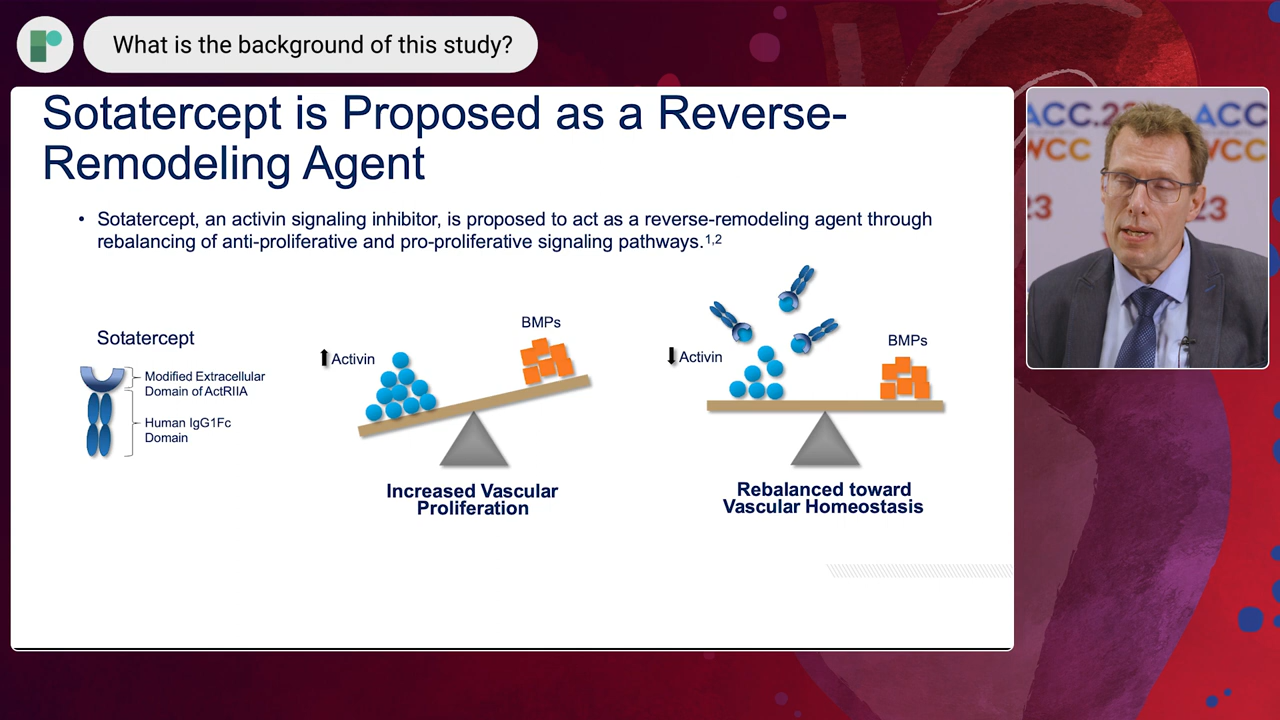 What is the background of this study?
Sotatercept is Proposed as a Reverse-
Remodeling Agent
• Sotatercept, an activin signaling inhibitor, is proposed to act as a reverse-remodeling agent through
rebalancing of anti-proliferative and pro-proliferative signaling pathways.1,2
Sotatercept
Modified Extracellular
Domain of ActRIIA
Human IgG1Fc
Domain
Activin
BMPs
Increased Vascular
Proliferation
Activin
BMPs
Rebalanced toward
Vascular Homeostasis
ACC.23
ACC
WCC
WCC
23
23